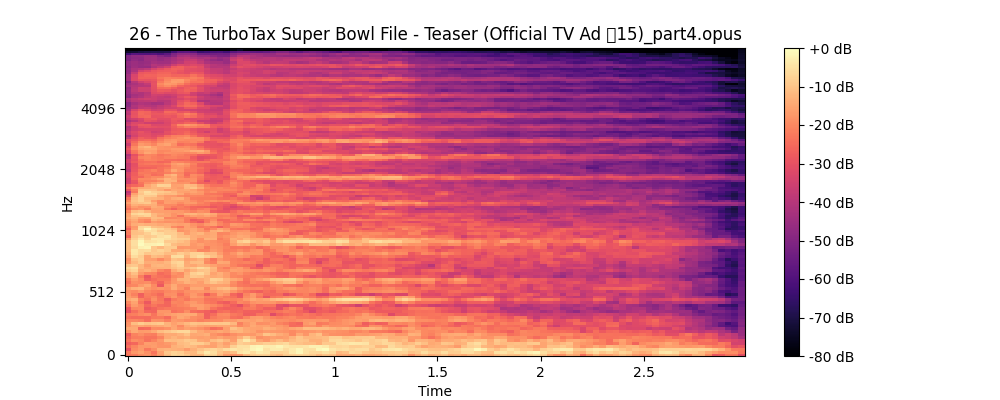 26 - The TurboTax Super Bowl File - Teaser (Official TV Ad 15)_part4.opus
Hz
4096
2048
1024
512
0
0
0.5
1
1.5
2
2.5
Time
+0 dB
-10 dB
-20 dB
-30 dB
-40 dB
-50 dB
-60 dB
-70 dB
-80 dB